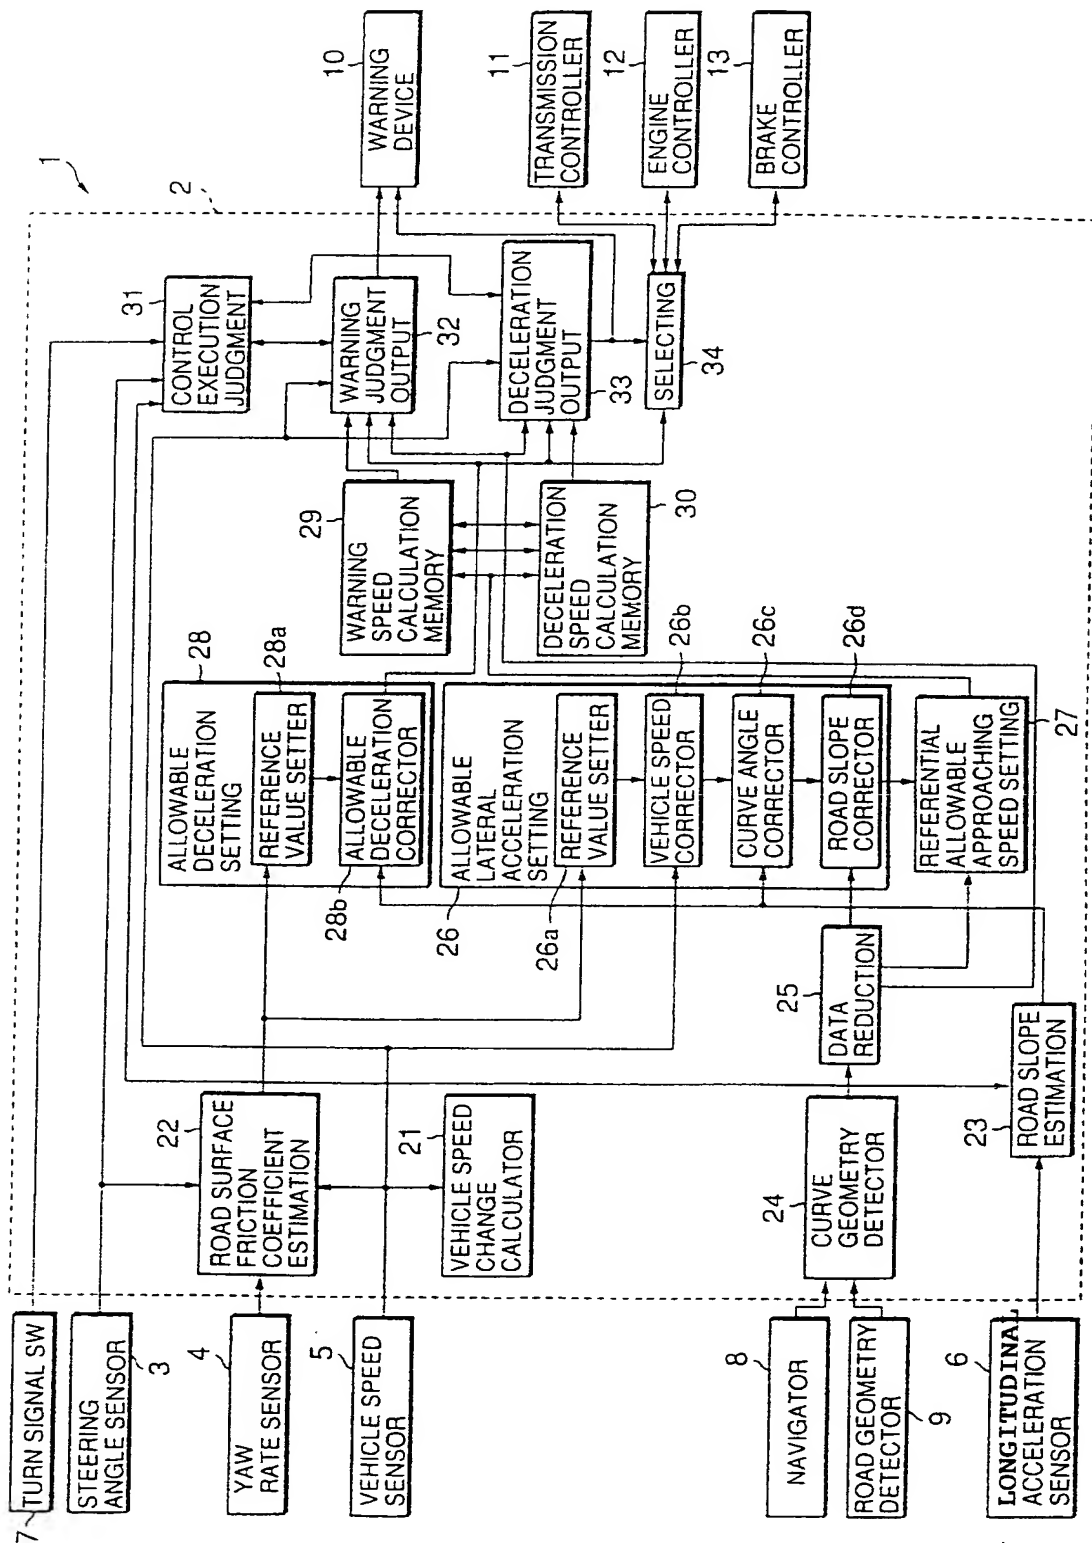 1
2
7
TURN SIGNAL SW
STEERING
ANGLE SENSOR
3
YAW
RATE SENSOR
4
VEHICLE SPEED
SENSOR
5
NAVIGATOR
8
ROAD GEOMETRY
DETECTOR
9
LONGITUDINAL
ACCELERATION
SENSOR
6
ROAD SURFACE
FRICTION
COEFFICIENT
ESTIMATION
22
VEHICLE SPEED
CHANGE
CALCULATOR
21
CURVE
GEOMETRY
DETECTOR
24
ROAD SLOPE
ESTIMATION
23
DATA
REDUCTION
25
ALLOWABLE
DECELERATION
SETTING
28
REFERENCE
VALUE SETTER
28a
ALLOWABLE
DECELERATION
CORRECTOR
28b
ALLOWABLE
LATERAL
ACCELERATION
SETTING
26
REFERENCE
VALUE SETTER
26a
VEHICLE SPEED
CORRECTOR
26b
CURVE ANGLE
CORRECTOR
26c
ROAD SLOPE
CORRECTOR
26d
REFERENTIAL
ALLOWABLE
APPROACHING
SPEED SETTING
27
WARNING
SPEED
CALCULATION
MEMORY
29
DECELERATION
SPEED
CALCULATION
MEMORY
30
CONTROL
EXECUTION
JUDGMENT
31
WARNING
JUDGMENT
OUTPUT
32
DECELERATION
JUDGMENT
OUTPUT
33
SELECTING
34
WARNING
DEVICE
10
TRANSMISSION
CONTROLLER
11
ENGINE
CONTROLLER
12
BRAKE
CONTROLLER
13